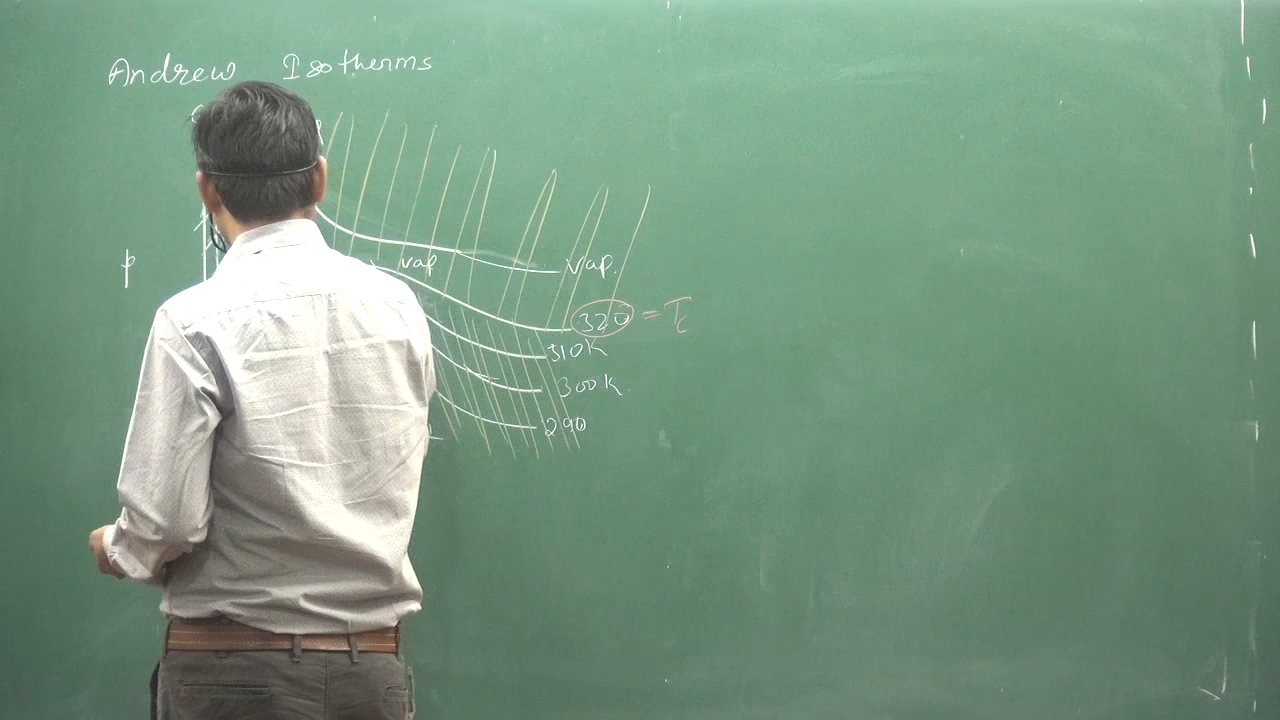 Andrew Isotherms
p
vap
vap.
320 = Tc
310K
300K.
290